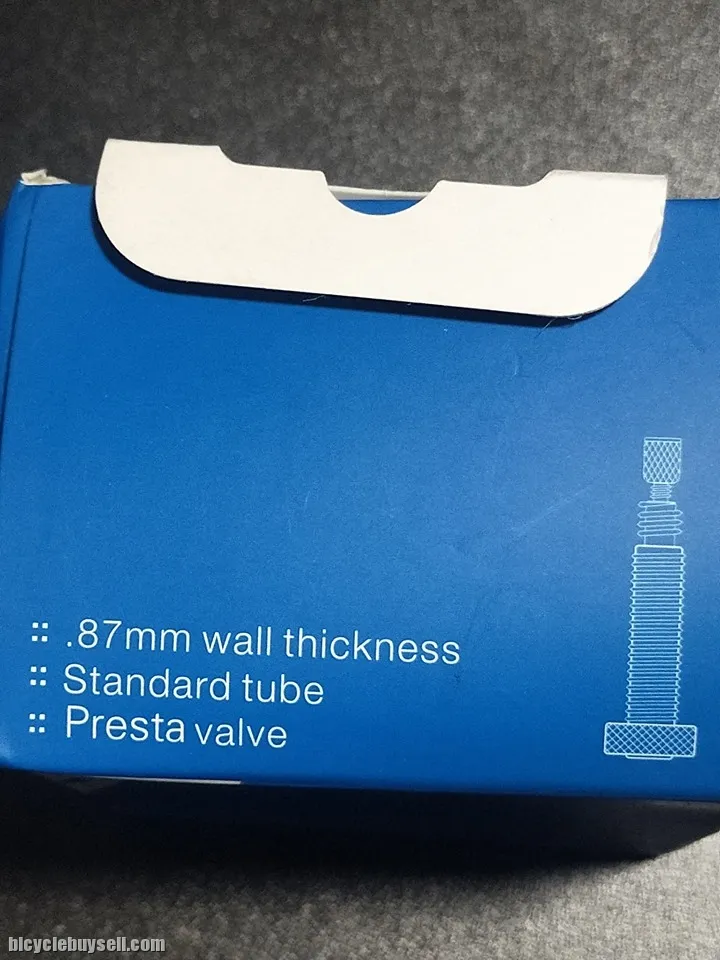 .87mm wall thickness
Standard tube
Presta valve
bicyclebuysell.com